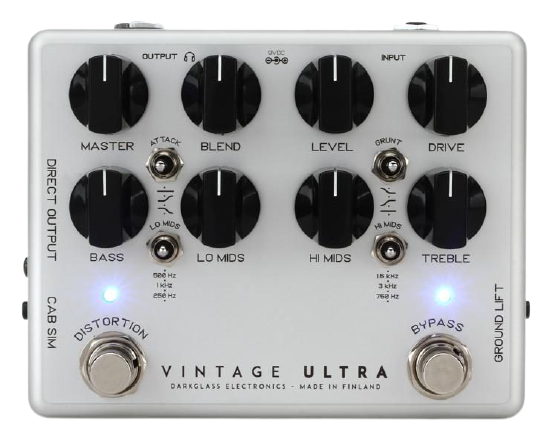 OUTPUT
9VDC
INPUT
MASTER
BLEND
LEVEL
DRIVE
ATTACK
GRUNT
DIRECT OUTPUT
LO MIDS
HI MIDS
BASS
LO MIDS
HI MIDS
TREBLE
500 Hz
1 kHz
250 Hz
1.5 kHz
3 kHz
750 Hz
CAB SIM
GROUND LIFT
DISTORTION
BYPASS
VINTAGE ULTRA
DARKGLASS ELECTRONICS - MADE IN FINLAND